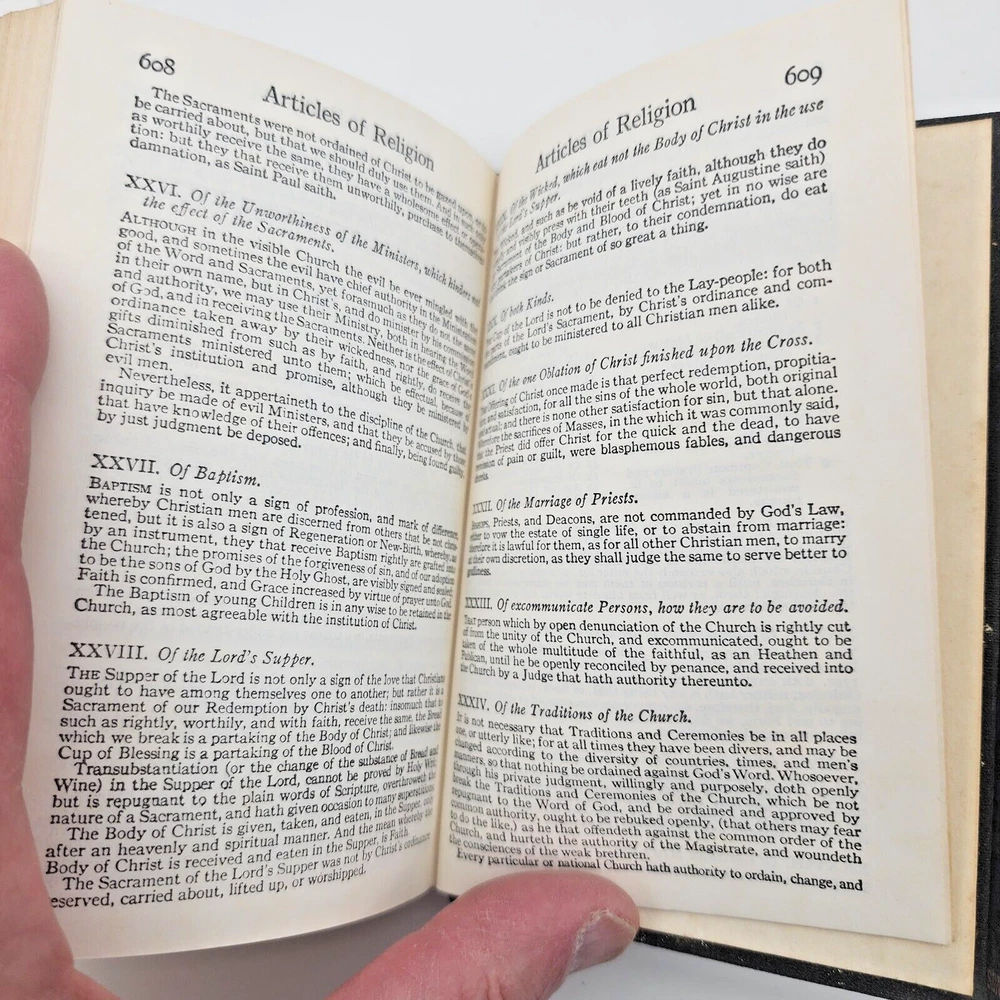 608
Articles of Religion
The Sacraments were not ordained of Christ to be gazed upon,
be carried about, but that we should duly use them. And in such
as worthily receive the same, they have a wholesome effect or
tion: but they that receive them unworthily, purchase to themselves
damnation, as Saint Paul saith.
XXVI. Of the Unworthiness of the Ministers, which hinders not
the effect of the Sacraments.
ALTHOUGH in the visible Church the evil be ever mingled with the
good, and sometimes the evil have chief authority in the Ministration
of the Word and Sacraments, yet forasmuch as they do not the same
in their own name, but in Christ's, and do minister by his commission
and authority, we may use their Ministry, both in hearing the Word
of God, and in receiving the Sacraments. Neither is the effect of Christ's
ordinance taken away by their wickedness, nor the grace of God's
gifts diminished from such as by faith, and rightly, do receive the
Sacraments ministered unto them; which be effectual, because of
Christ's institution and promise, although they be ministered by
evil men.
Nevertheless, it appertaineth to the discipline of the Church, that
inquiry be made of evil Ministers, and that they be accused by those
that have knowledge of their offences; and finally, being found guilty,
by just judgment be deposed.
XXVII. Of Baptism.
BAPTISM is not only a sign of profession, and mark of difference,
whereby Christian men are discerned from others that be not chris-
tened, but it is also a sign of Regeneration or New-Birth, whereby, as
by an instrument, they that receive Baptism rightly are grafted into
the Church; the promises of the forgiveness of sin, and of our adoption
to be the sons of God by the Holy Ghost, are visibly signed and sealed;
Faith is confirmed, and Grace increased by virtue of prayer unto God.
The Baptism of young Children is in any wise to be retained in the
Church, as most agreeable with the institution of Christ.
XXVIII. Of the Lord's Supper.
THE Supper of the Lord is not only a sign of the love that Christians
ought to have among themselves one to another; but rather it is a
Sacrament of our Redemption by Christ's death: insomuch that to
such as rightly, worthily, and with faith, receive the same, the Bread
which we break is a partaking of the Body of Christ; and likewise the
Cup of Blessing is a partaking of the Blood of Christ.
Transubstantiation (or the change of the substance of Bread and
Wine) in the Supper of the Lord, cannot be proved by Holy Writ;
but is repugnant to the plain words of Scripture, overthroweth the
nature of a Sacrament, and hath given occasion to many superstitions.
The Body of Christ is given, taken, and eaten, in the Supper, only
after an heavenly and spiritual manner. And the mean whereby the
Body of Christ is received and eaten in the Supper, is Faith.
The Sacrament of the Lord's Supper was not by Christ's ordinance
eserved, carried about, lifted up, or worshipped.
609
Articles of Religion
Of the Wicked, which eat not the Body of Christ in the use
Lord's Supper.
and such as be void of a lively faith, although they do
visibly press with their teeth (as Saint Augustine saith)
Sacrament of the Body and Blood of Christ; yet in no wise are
partakers of Christ: but rather, to their condemnation, do eat
the sign or Sacrament of so great a thing.
Of both Kinds.
of the Lord is not to be denied to the Lay-people: for both
of the Lord's Sacrament, by Christ's ordinance and com-
ought to be ministered to all Christian men alike.
XXXI. Of the one Oblation of Christ finished upon the Cross.
The Offering of Christ once made is that perfect redemption, propitia-
and satisfaction, for all the sins of the whole world, both original
actual; and there is none other satisfaction for sin, but that alone.
Wherefore the sacrifices of Masses, in the which it was commonly said,
that the Priest did offer Christ for the quick and the dead, to have
remission of pain or guilt, were blasphemous fables, and dangerous
deceits.
XXXII. Of the Marriage of Priests.
Bishops, Priests, and Deacons, are not commanded by God's Law,
either to vow the estate of single life, or to abstain from marriage:
therefore it is lawful for them, as for all other Christian men, to marry
at their own discretion, as they shall judge the same to serve better to
godliness.
XXXIII. Of excommunicate Persons, how they are to be avoided.
That person which by open denunciation of the Church is rightly cut
off from the unity of the Church, and excommunicated, ought to be
taken of the whole multitude of the faithful, as an Heathen and
Publican, until he be openly reconciled by penance, and received into
the Church by a Judge that hath authority thereunto.
XXXIV. Of the Traditions of the Church.
It is not necessary that Traditions and Ceremonies be in all places
one, or utterly like; for at all times they have been divers, and may be
changed according to the diversity of countries, times, and men's
manners, so that nothing be ordained against God's Word. Whosoever,
through his private judgment, willingly and purposely, doth openly
break the Traditions and Ceremonies of the Church, which be not
repugnant to the Word of God, and be ordained and approved by
common authority, ought to be rebuked openly, (that others may fear
to do the like,) as he that offendeth against the common order of the
Church, and hurteth the authority of the Magistrate, and woundeth
the consciences of the weak brethren.
Every particular or national Church hath authority to ordain, change, and